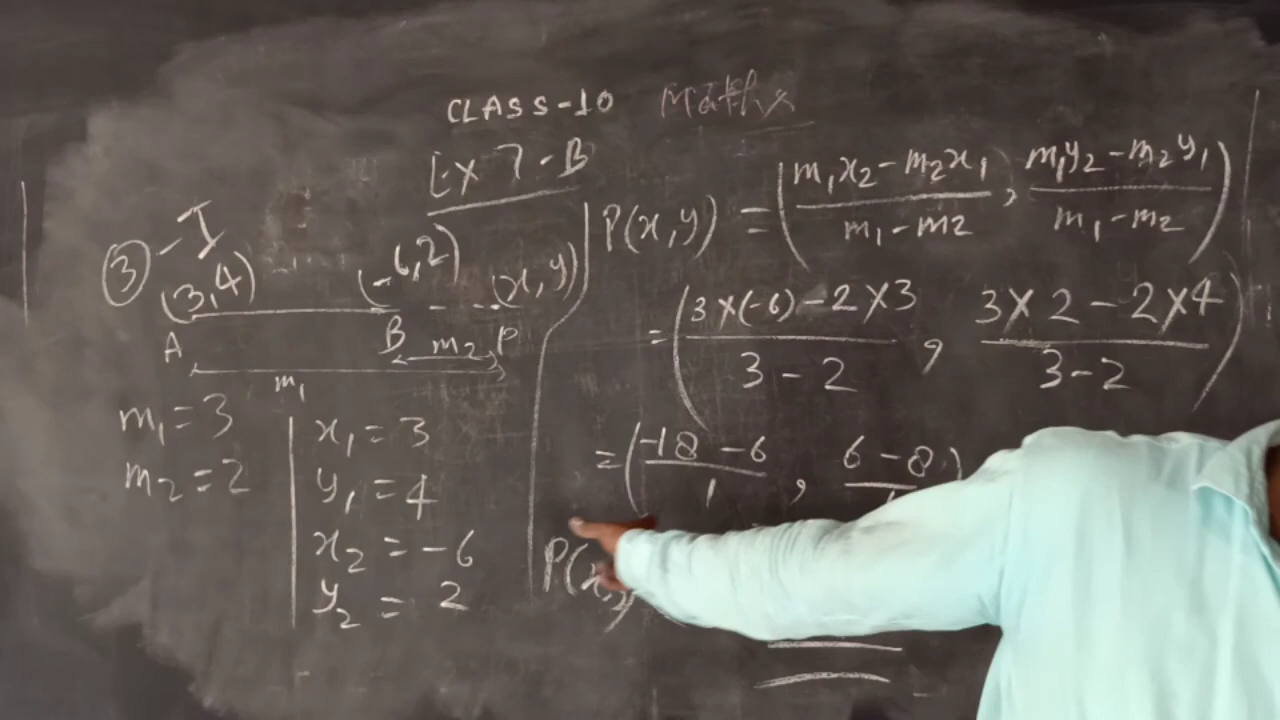 CLASS-10 Maths
Ex 7-B
③-I
(3,4) (-6,2) (x,y)
A B m₂ P
m₁
m₁ = 3
m₂ = 2
x₁ = 3
y₁ = 4
x₂ = -6
y₂ = 2
P(x,y) = (m₁x₂ - m₂x₁ / m₁ - m₂ , m₁y₂ - m₂y₁ / m₁ - m₂)
= (3×(-6) - 2×3 / 3-2 , 3×2 - 2×4 / 3-2)
= (-18 - 6 / 1 , 6 - 8 / 1)
P(x,y)